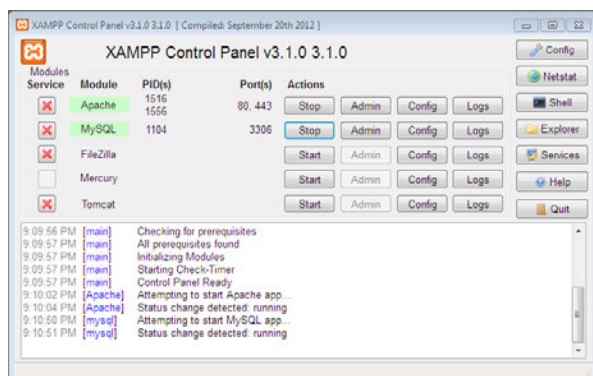 XAMPP Control Panel v3.1.0 3.1.0 [ Compiled: September 20th 2012 ]
XAMPP Control Panel v3.1.0 3.1.0
Config
Modules
Service Module PID(s) Port(s) Actions
Netstat
Apache 1516 1556 80, 443 Stop Admin Config Logs
Shell
MySQL 1104 3306 Stop Admin Config Logs
Explorer
FileZilla Start Admin Config Logs
Services
Mercury Start Admin Config Logs
Help
Tomcat Start Admin Config Logs
Quit
9:09:56 PM [main] Checking for prerequisites
9:09:57 PM [main] All prerequisites found
9:09:57 PM [main] Initializing Modules
9:09:57 PM [main] Starting Check-Timer
9:09:57 PM [main] Control Panel Ready
9:10:02 PM [Apache] Attempting to start Apache app...
9:10:04 PM [Apache] Status change detected: running
9:10:50 PM [mysql] Attempting to start MySQL app...
9:10:51 PM [mysql] Status change detected: running